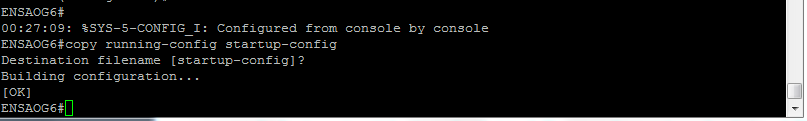 ENSAOG6#
00:27:09: %SYS-5-CONFIG_I: Configured from console by console
ENSAOG6#copy running-config startup-config
Destination filename [startup-config]?
Building configuration...
[OK]
ENSAOG6#